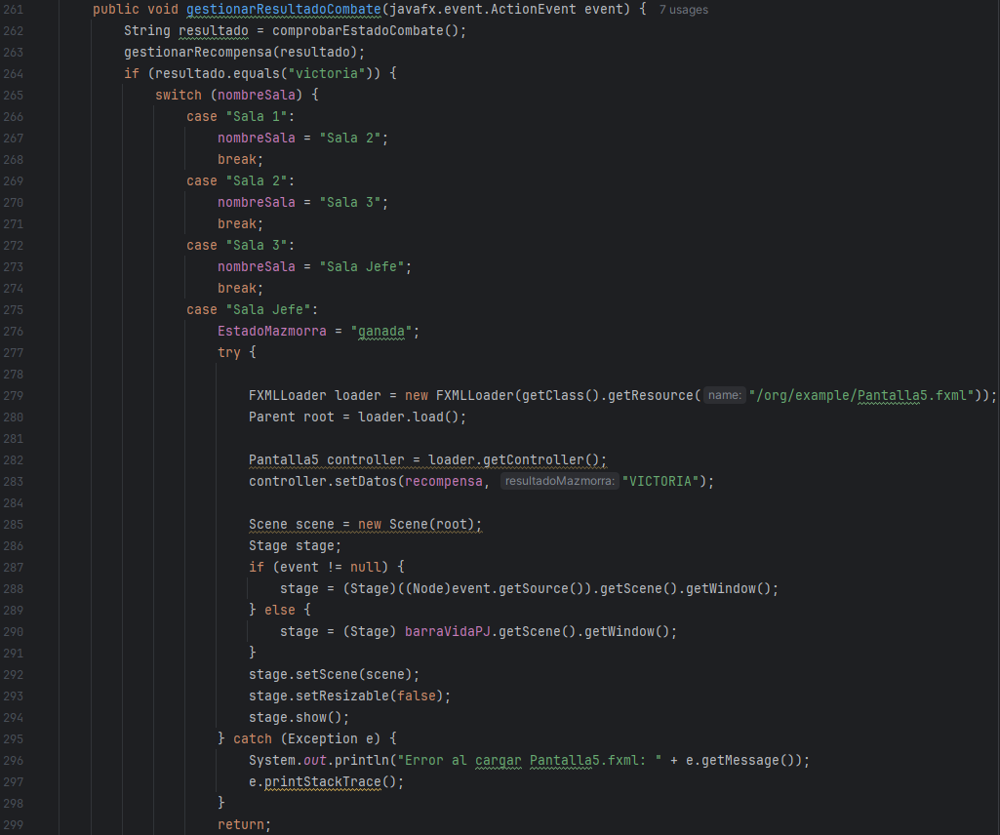 261 public void gestionarResultadoCombate(javafx.event.ActionEvent event) { 7 usages
262 String resultado = comprobarEstadoCombate();
263 gestionarRecompensa(resultado);
264 if (resultado.equals("victoria")) {
265 switch (nombreSala) {
266 case "Sala 1":
267 nombreSala = "Sala 2";
268 break;
269 case "Sala 2":
270 nombreSala = "Sala 3";
271 break;
272 case "Sala 3":
273 nombreSala = "Sala Jefe";
274 break;
275 case "Sala Jefe":
276 EstadoMazmorra = "ganada";
277 try {
278
279 FXMLLoader loader = new FXMLLoader(getClass().getResource( name: "/org/example/Pantalla5.fxml"));
280 Parent root = loader.load();
281
282 Pantalla5 controller = loader.getController();
283 controller.setDatos(recompensa, resultadoMazmorra: "VICTORIA");
284
285 Scene scene = new Scene(root);
286 Stage stage;
287 if (event != null) {
288 stage = (Stage)((Node)event.getSource()).getScene().getWindow();
289 } else {
290 stage = (Stage) barraVidaPJ.getScene().getWindow();
291 }
292 stage.setScene(scene);
293 stage.setResizable(false);
294 stage.show();
295 } catch (Exception e) {
296 System.out.println("Error al cargar Pantalla5.fxml: " + e.getMessage());
297 e.printStackTrace();
298 }
299 return;